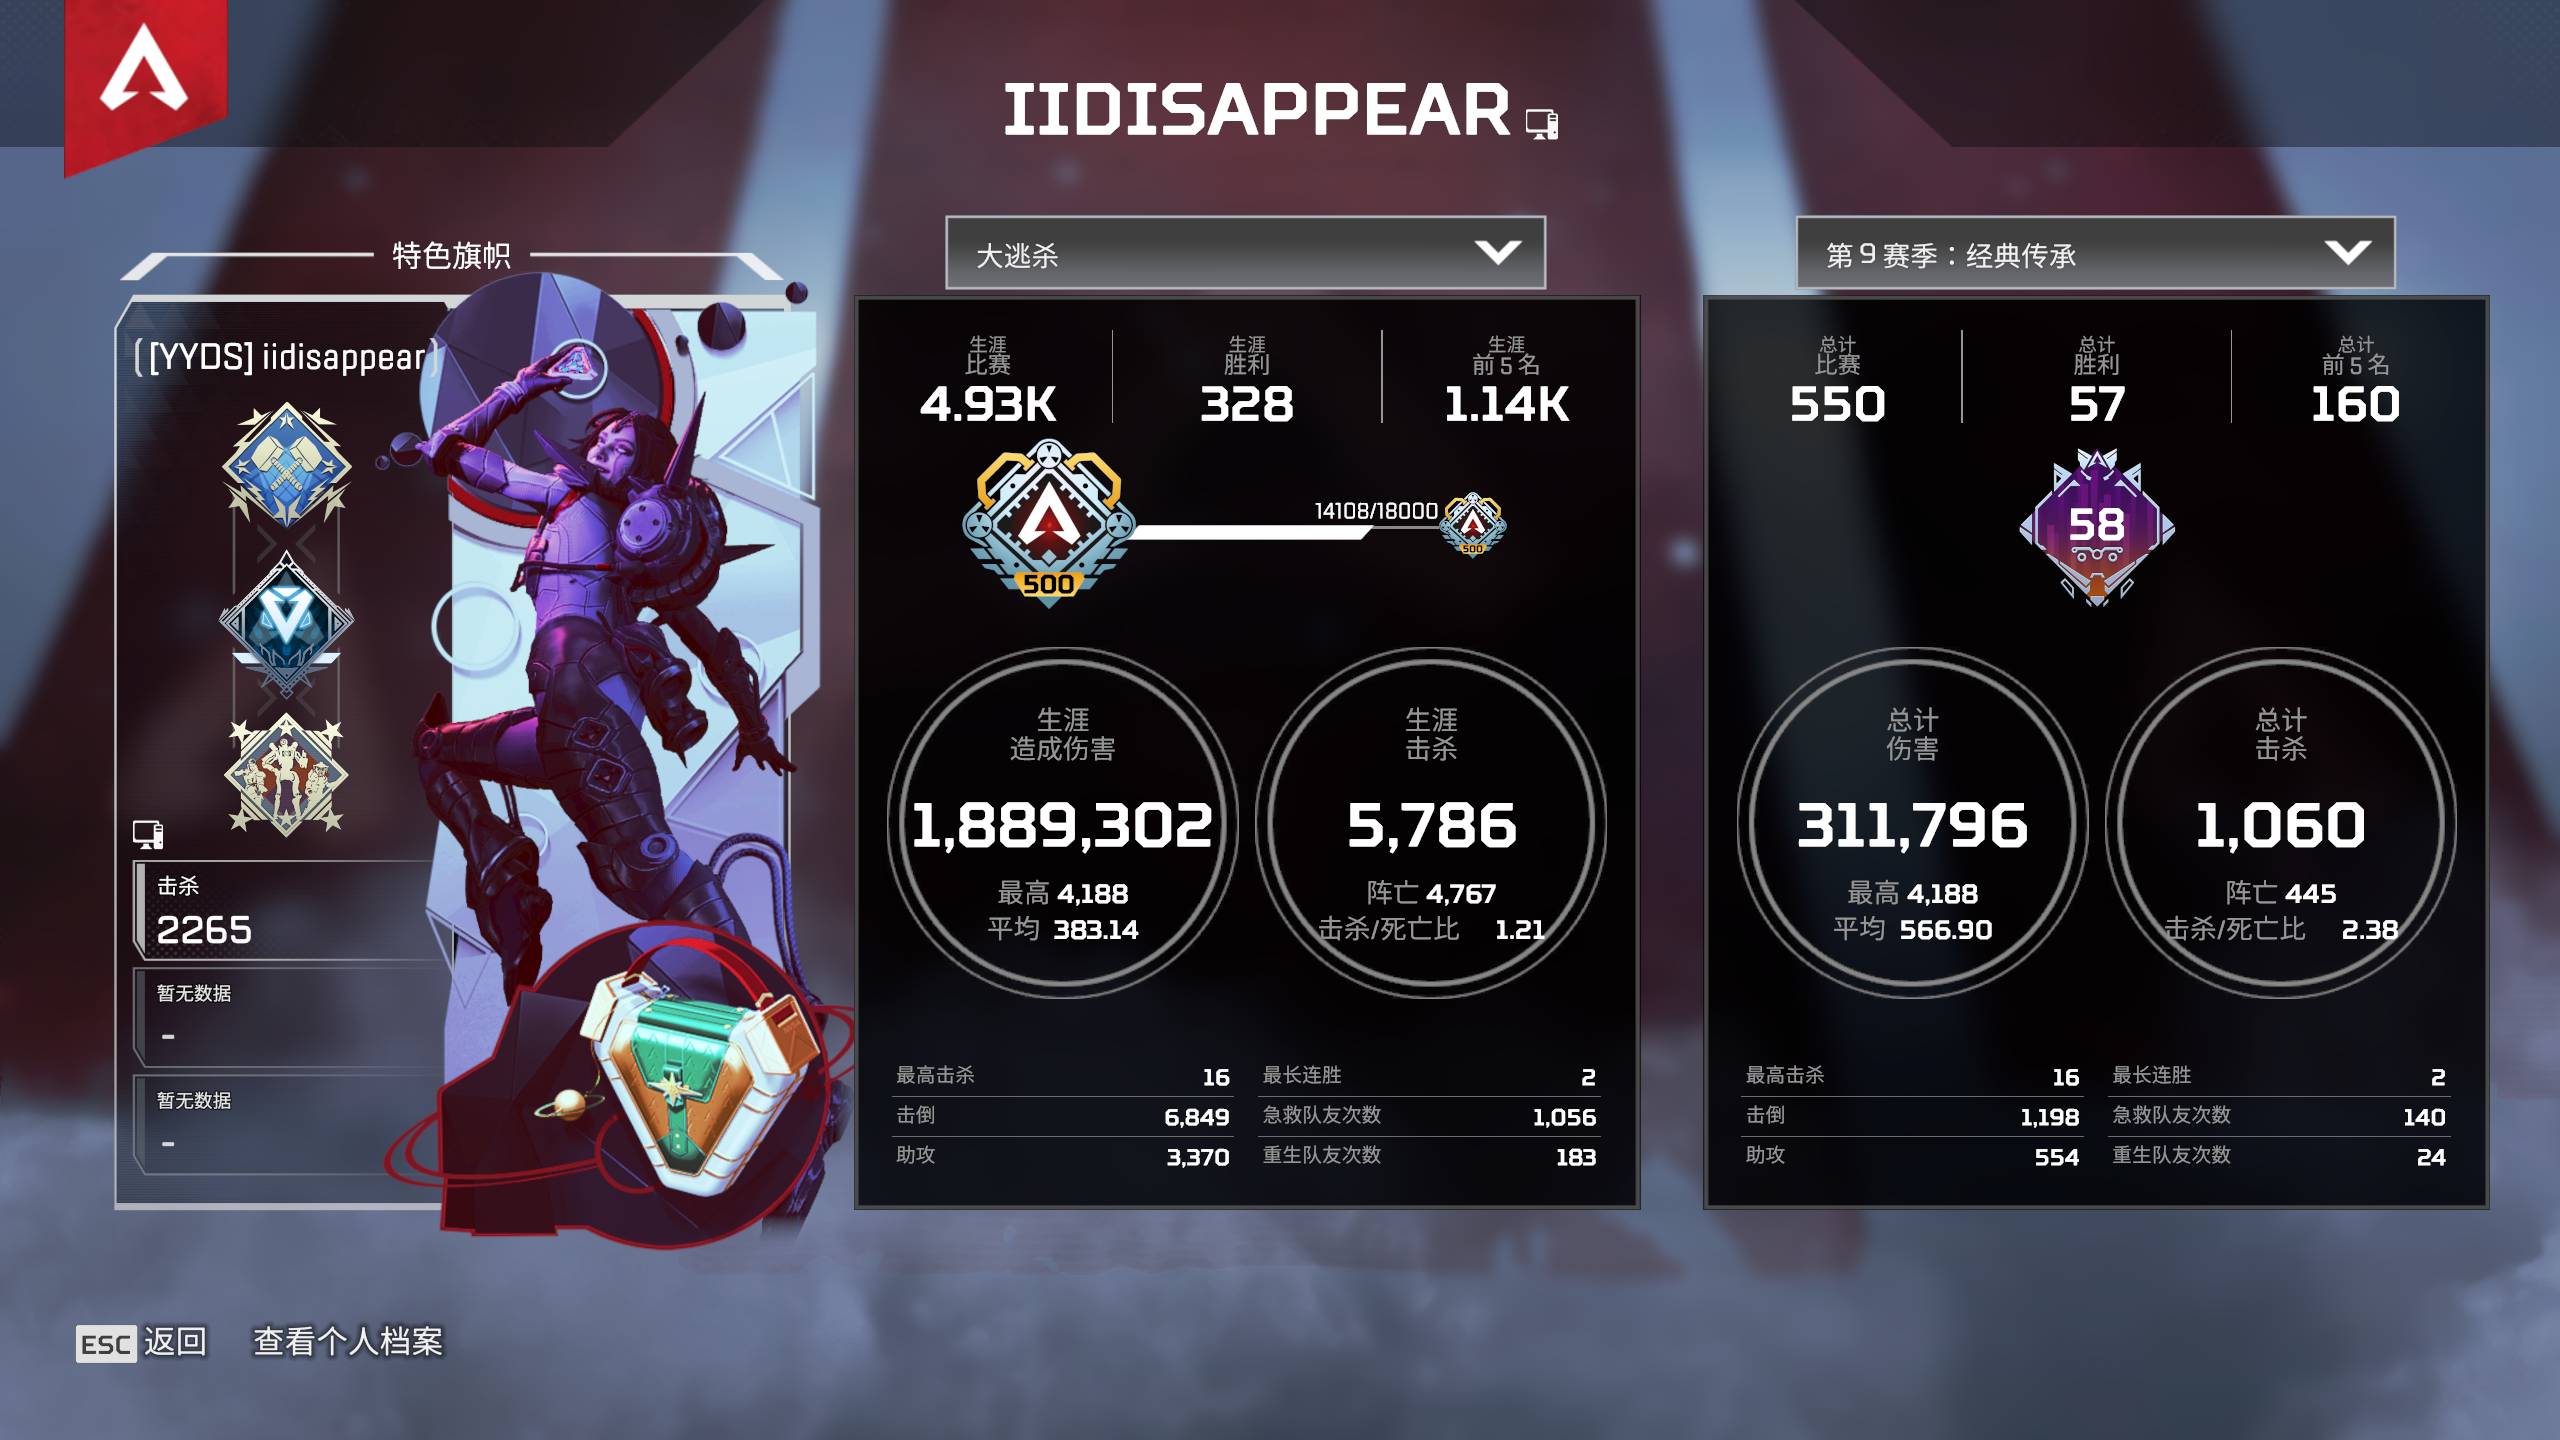 IIDISAPPEAR
特色旗帜
([YYDS] iidisappear)
击杀
2265
暂无数据
-
暂无数据
-
大逃杀
生涯
比赛
4.93K
生涯
胜利
328
生涯
前 5 名
1.14K
500
14108/18000
500
生涯
造成伤害
1,889,302
最高 4,188
平均 383.14
生涯
击杀
5,786
阵亡 4,767
击杀/死亡比 1.21
最高击杀 16
击倒 6,849
助攻 3,370
最长连胜 2
急救队友次数 1,056
重生队友次数 183
第 9 赛季：经典传承
总计
比赛
550
总计
胜利
57
总计
前 5 名
160
58
总计
伤害
311,796
最高 4,188
平均 566.90
总计
击杀
1,060
阵亡 445
击杀/死亡比 2.38
最高击杀 16
击倒 1,198
助攻 554
最长连胜 2
急救队友次数 140
重生队友次数 24
ESC 返回 查看个人档案